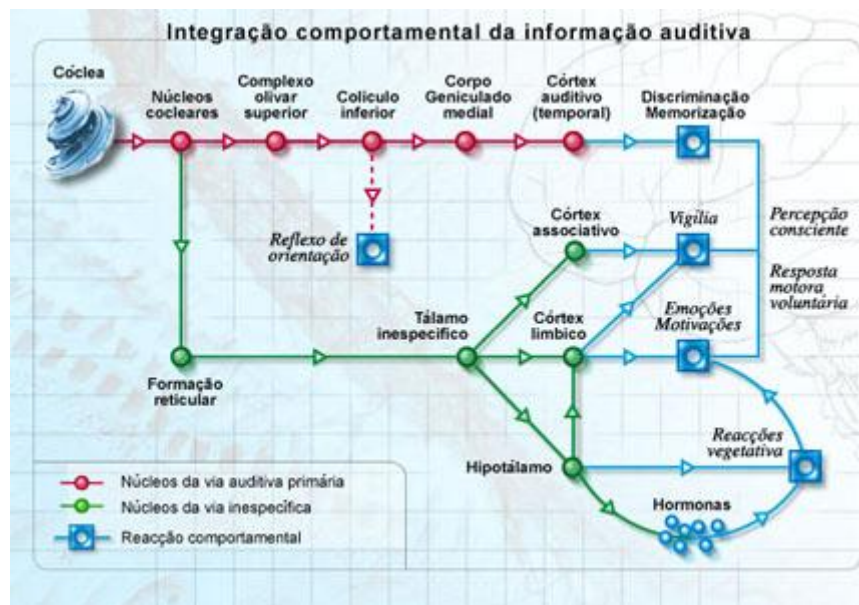 Integração comportamental da informação auditiva
Cóclea
Núcleos
cocleares
Complexo
olivar
superior
Colículo
inferior
Corpo
Geniculado
medial
Córtex
auditivo
(temporal)
Discriminação
Memorização
Reflexo de
orientação
Córtex
associativo
Vigília
Percepção
consciente
Resposta
motora
voluntária
Tálamo
inespecífico
Córtex
límbico
Emoções
Motivações
Formação
reticular
Hipotálamo
Reacções
vegetativa
Hormonas
Núcleos da via auditiva primária
Núcleos da via inespecífica
Reacção comportamental